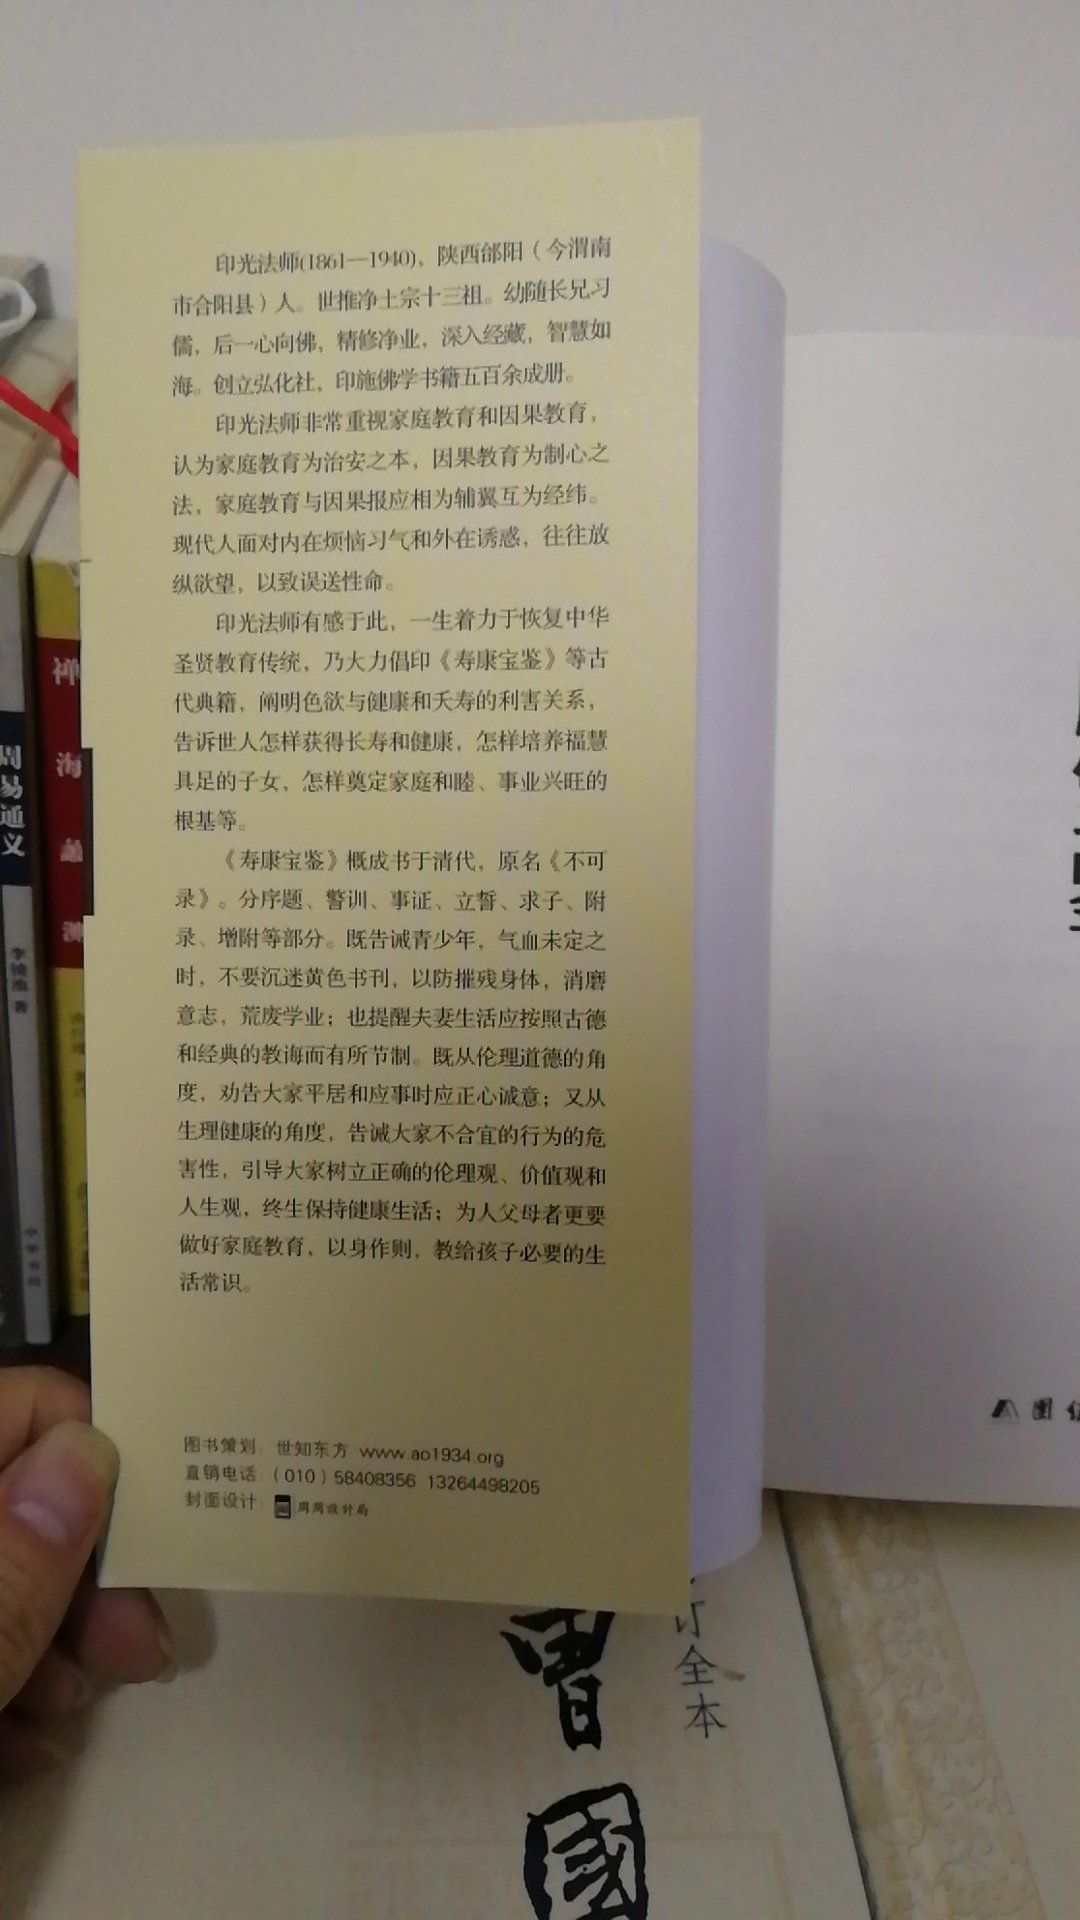 印光法师(1861—1940)，陕西郃阳（今渭南
市合阳县）人。世推净土宗十三祖。幼随长兄习
儒，后一心向佛，精修净业，深入经藏，智慧如
海。创立弘化社，印施佛学书籍五百余成册。
印光法师非常重视家庭教育和因果教育，
认为家庭教育为治安之本，因果教育为制心之
法，家庭教育与因果报应相为辅翼互为经纬。
现代人面对内在烦恼习气和外在诱惑，往往放
纵欲望，以致误送性命。
印光法师有感于此，一生着力于恢复中华
圣贤教育传统，乃大力倡印《寿康宝鉴》等古
代典籍，阐明色欲与健康和夭寿的利害关系，
告诉世人怎样获得长寿和健康，怎样培养福慧
具足的子女，怎样奠定家庭和睦、事业兴旺的
根基等。
《寿康宝鉴》概成书于清代，原名《不可
录》。分序题、警训、事证、立誓、求子、附
录、增附等部分。既告诫青少年，气血未定之
时，不要沉迷黄色书刊，以防摧残身体，消磨
意志，荒废学业；也提醒夫妻生活应按照古德
和经典的教诲而有所节制。既从伦理道德的角
度，劝告大家平居和应事时应正心诚意；又从
生理健康的角度，告诫大家不合宜的行为的危
害性，引导大家树立正确的伦理观、价值观和
人生观，终生保持健康生活；为人父母者更要
做好家庭教育，以身作则，教给孩子必要的生
活常识。
图书策划：世知东方 www.ao1934.org
直销电话：（010）58408356 13264498205
封面设计：周周設計局
周易通义
李镜池 著
中华书局
禅海蠡测
订全本
國
團